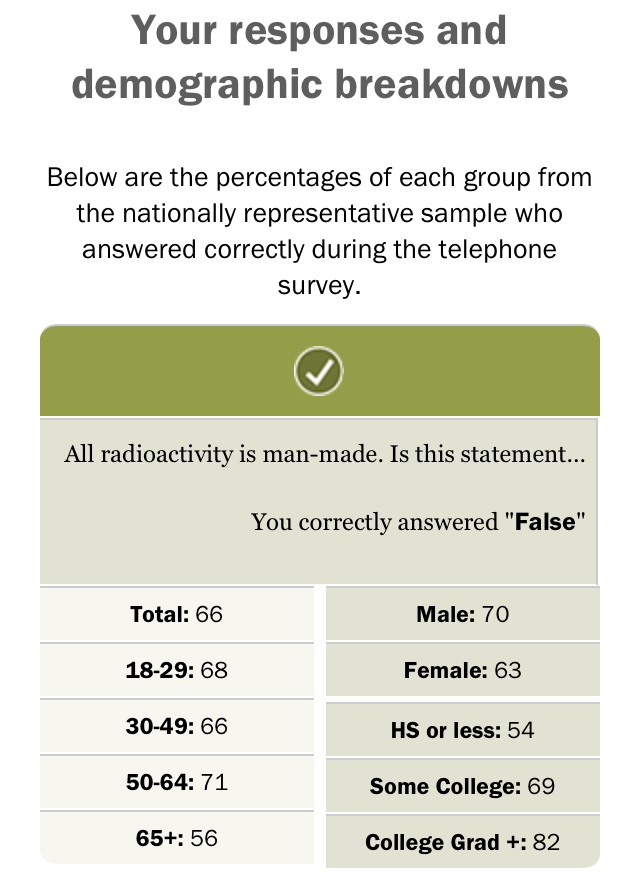 Your responses and
demographic breakdowns
Below are the percentages of each group from
the nationally representative sample who
answered correctly during the telephone
survey.
All radioactivity is man-made. Is this statement...
You correctly answered "False"
Total: 66
18-29: 68
30-49: 66
50-64: 71
65+: 56
Male: 70
Female: 63
HS or less: 54
Some College: 69
College Grad +: 82